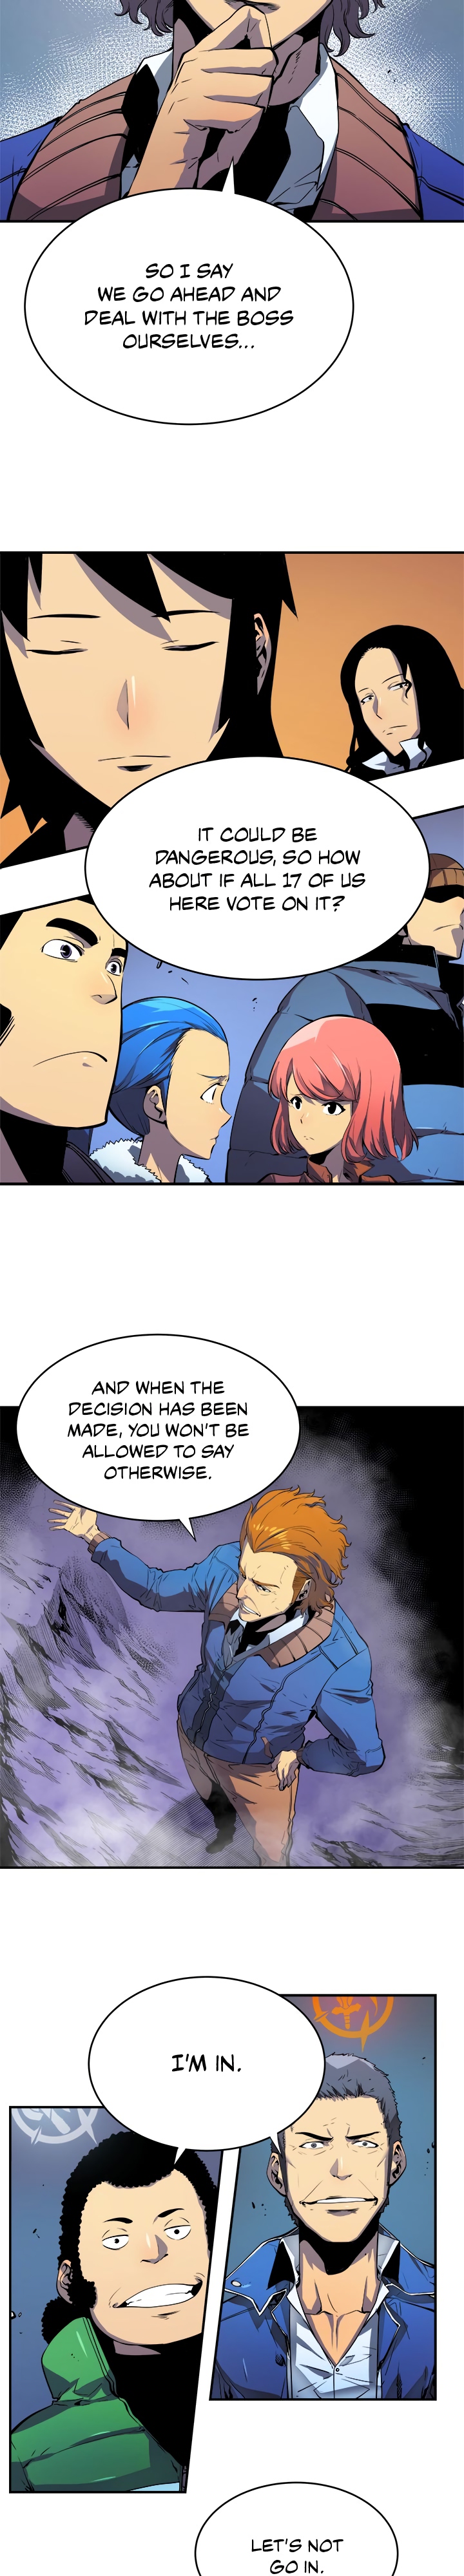 SO I SAY
WE GO AHEAD AND
DEAL WITH THE BOSS
OURSELVES...
IT COULD BE
DANGEROUS, SO HOW
ABOUT IF ALL 17 OF US
HERE VOTE ON IT?
AND WHEN THE
DECISION HAS BEEN
MADE, YOU WON'T BE
ALLOWED TO SAY
OTHERWISE.
I'M IN.
LET'S NOT
GO IN.